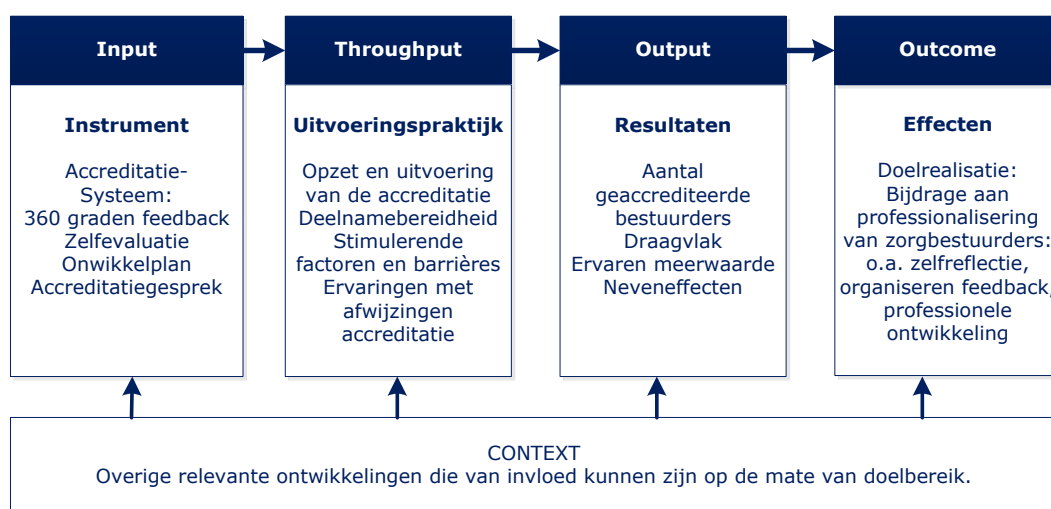 Input
Instrument
Accreditatie-
Systeem:
360 graden feedback
Zelfevaluatie
Onwikkelplan
Accreditatiegesprek
Throughput
Uitvoeringspraktijk
Opzet en uitvoering
van de accreditatie
Deelnamebereidheid
Stimulerende
factoren en barrières
Ervaringen met
afwijzingen
accreditatie
Output
Resultaten
Aantal
geaccrediteerde
bestuurders
Draagvlak
Ervaren meerwaarde
Neveneffecten
Outcome
Effecten
Doelrealisatie:
Bijdrage aan
professionalisering
van zorgbestuurders:
o.a. zelfreflectie,
organiseren feedback,
professionele
ontwikkeling
CONTEXT
Overige relevante ontwikkelingen die van invloed kunnen zijn op de mate van doelbereik.